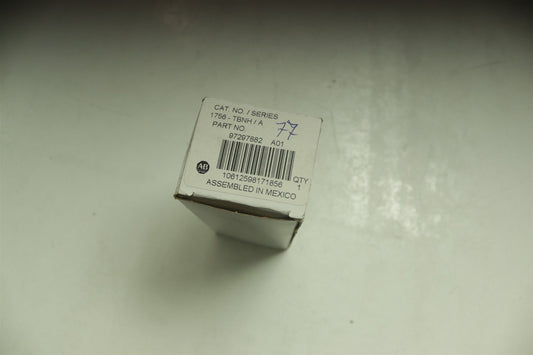 CAT. NO. / SERIES
1756 - TBNH / A
PART NO.
77
97297882 A01
AB
10612598171856
QTY
1
ASSEMBLED IN MEXICO